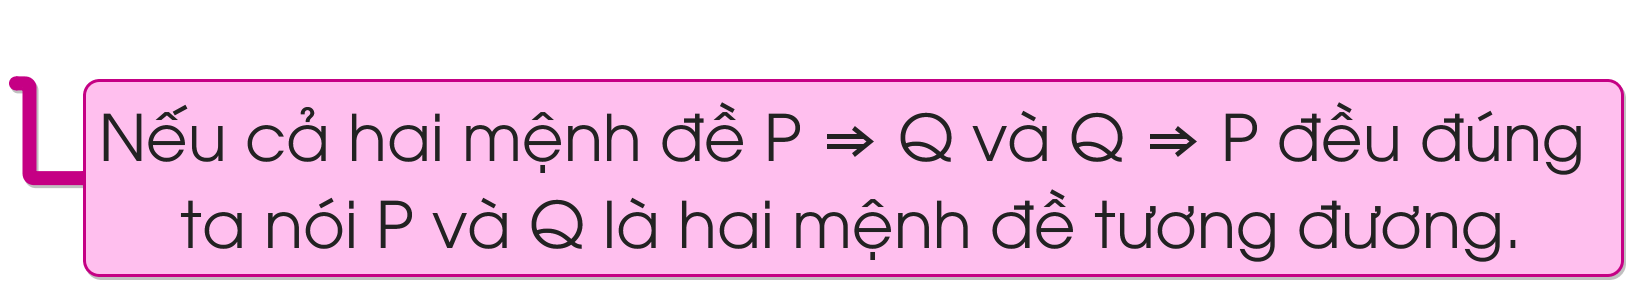 Nếu cả hai mệnh đề P ⇒ Q và Q ⇒ P đều đúng
ta nói P và Q là hai mệnh đề tương đương.